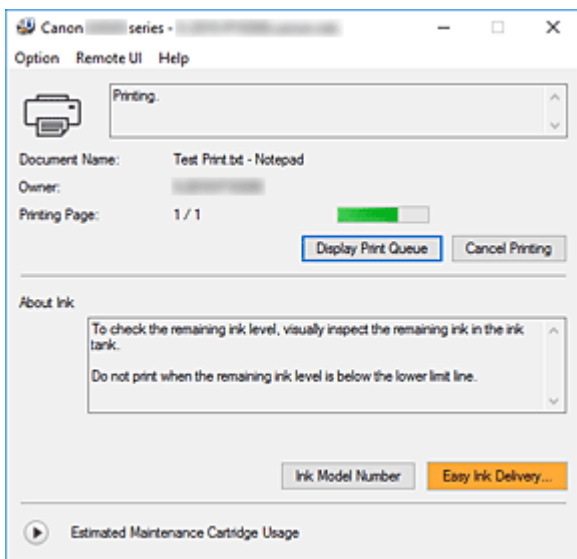 Canon series -
Option Remote UI Help
Printing.
Document Name: Test Print.txt - Notepad
Owner:
Printing Page: 1 / 1
Display Print Queue Cancel Printing
About Ink
To check the remaining ink level, visually inspect the remaining ink in the ink
tank.
Do not print when the remaining ink level is below the lower limit line.
Ink Model Number Easy Ink Delivery...
Estimated Maintenance Cartridge Usage